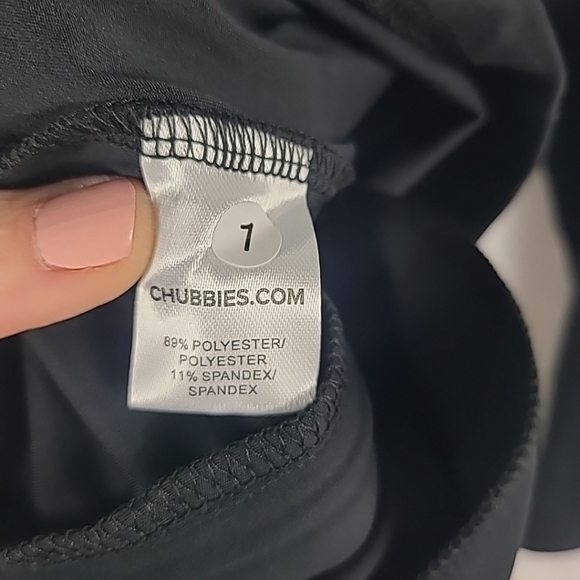 1
CHUBBIES.COM
89% POLYESTER/
POLYESTER
11% SPANDEX/
SPANDEX